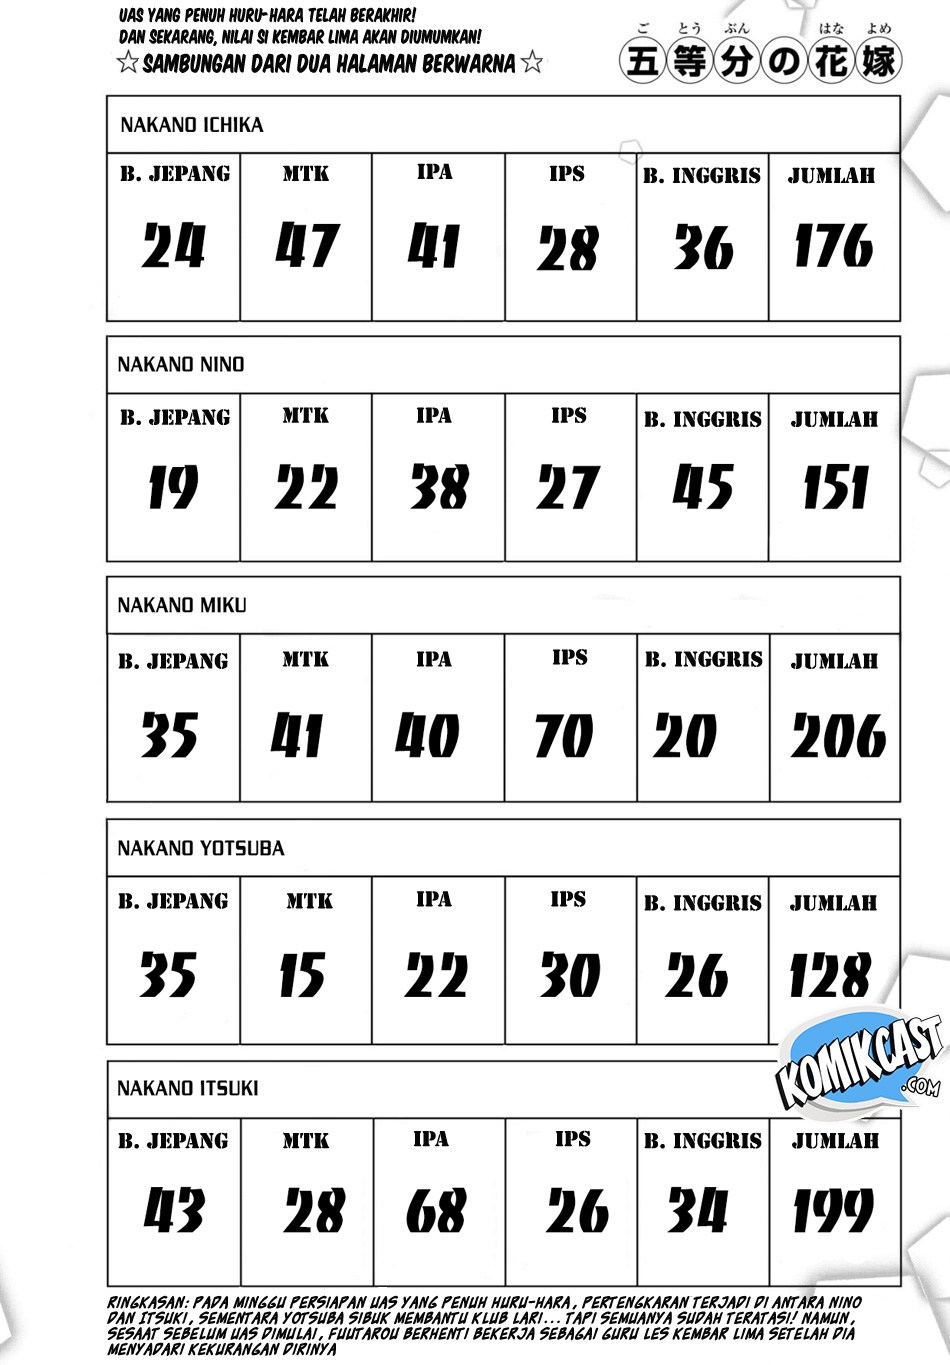 UAS YANG PENUH HURU-HARA TELAH BERAKHIR!
DAN SEKARANG, NILAI SI KEMBAR LIMA AKAN DIUMUMKAN!
☆SAMBUNGAN DARI DUA HALAMAN BERWARNA☆
ご とう ぶん はな よめ
五等分の花嫁
NAKANO ICHIKA
B. JEPANG MTK IPA IPS B. INGGRIS JUMLAH
24 47 41 28 36 176
NAKANO NINO
B. JEPANG MTK IPA IPS B. INGGRIS JUMLAH
19 22 38 27 45 151
NAKANO MIKU
B. JEPANG MTK IPA IPS B. INGGRIS JUMLAH
35 41 40 70 20 206
NAKANO YOTSUBA
B. JEPANG MTK IPA IPS B. INGGRIS JUMLAH
35 15 22 30 26 128
KOMIKCAST
.COM
NAKANO ITSUKI
B. JEPANG MTK IPA IPS B. INGGRIS JUMLAH
43 28 68 26 34 199
RINGKASAN: PADA MINGGU PERSIAPAN UAS YANG PENUH HURU-HARA, PERTENGKARAN TERJADI DI ANTARA NINO
DAN ITSUKI, SEMENTARA YOTSUBA SIBUK MEMBANTU KLUB LARI... TAPI SEMUANYA SUDAH TERATASI! NAMUN,
SESAAT SEBELUM UAS DIMULAI, FUUTAROU BERHENTI BEKERJA SEBAGAI GURU LES KEMBAR LIMA SETELAH DIA
MENYADARI KEKURANGAN DIRINYA